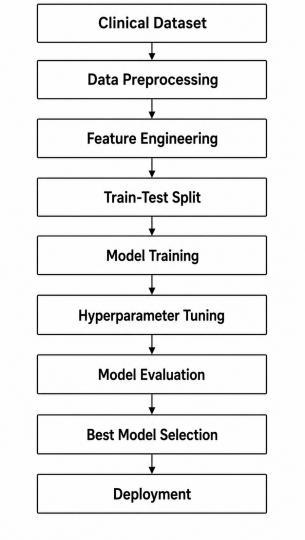 Clinical Dataset
Data Preprocessing
Feature Engineering
Train-Test Split
Model Training
Hyperparameter Tuning
Model Evaluation
Best Model Selection
Deployment